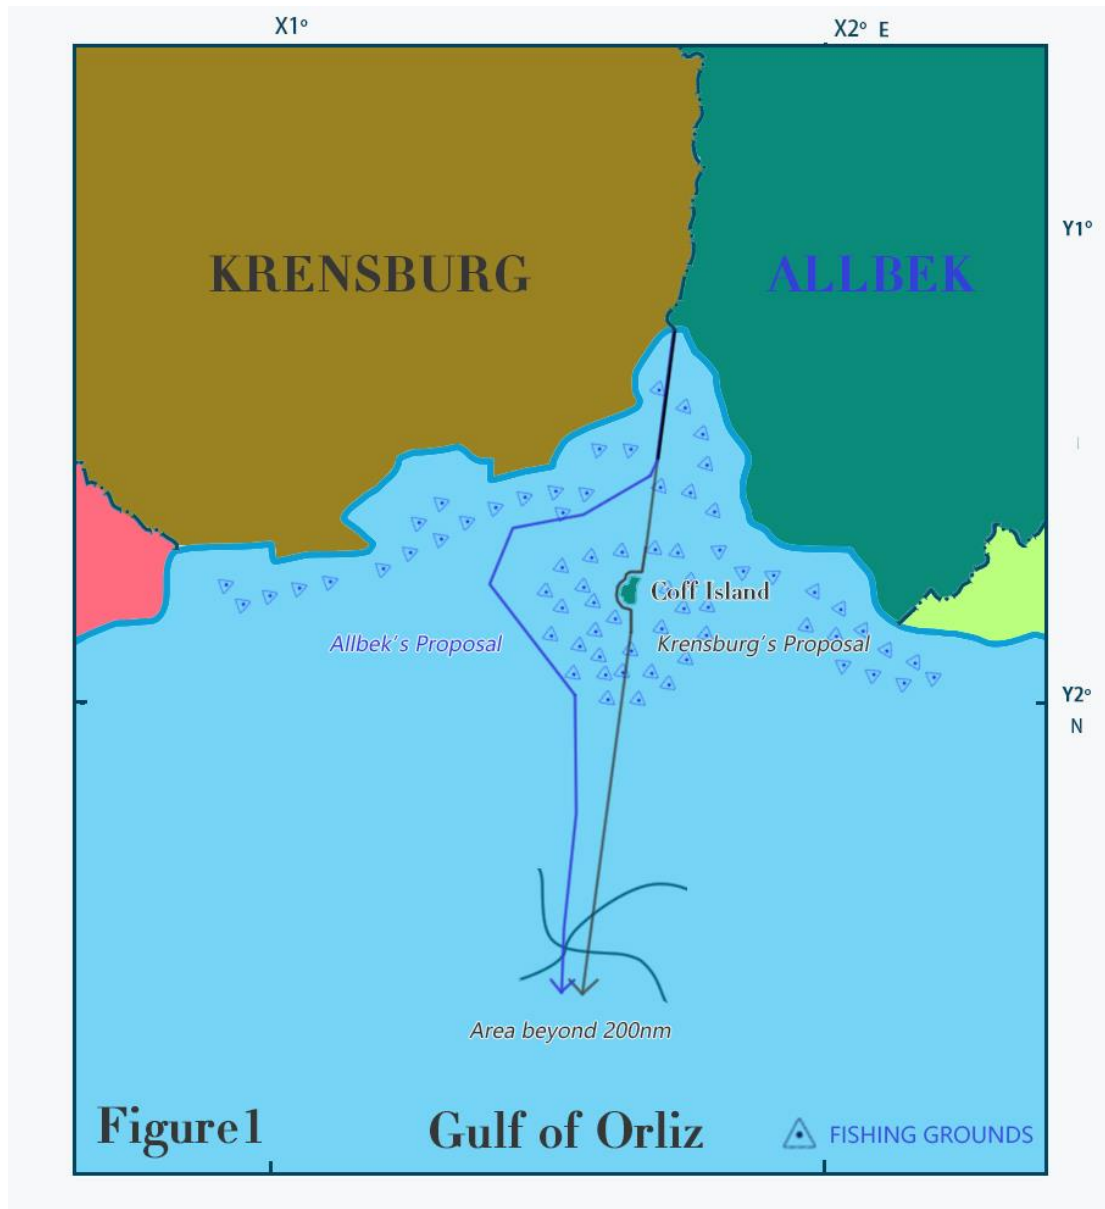 X1°
X2° E
Y1°
KRENSBURG
ALLBEK
Coff Island
Allbek's Proposal
Krensburg's Proposal
Y2°
N
Area beyond 200nm
Figure1
Gulf of Orliz
FISHING GROUNDS